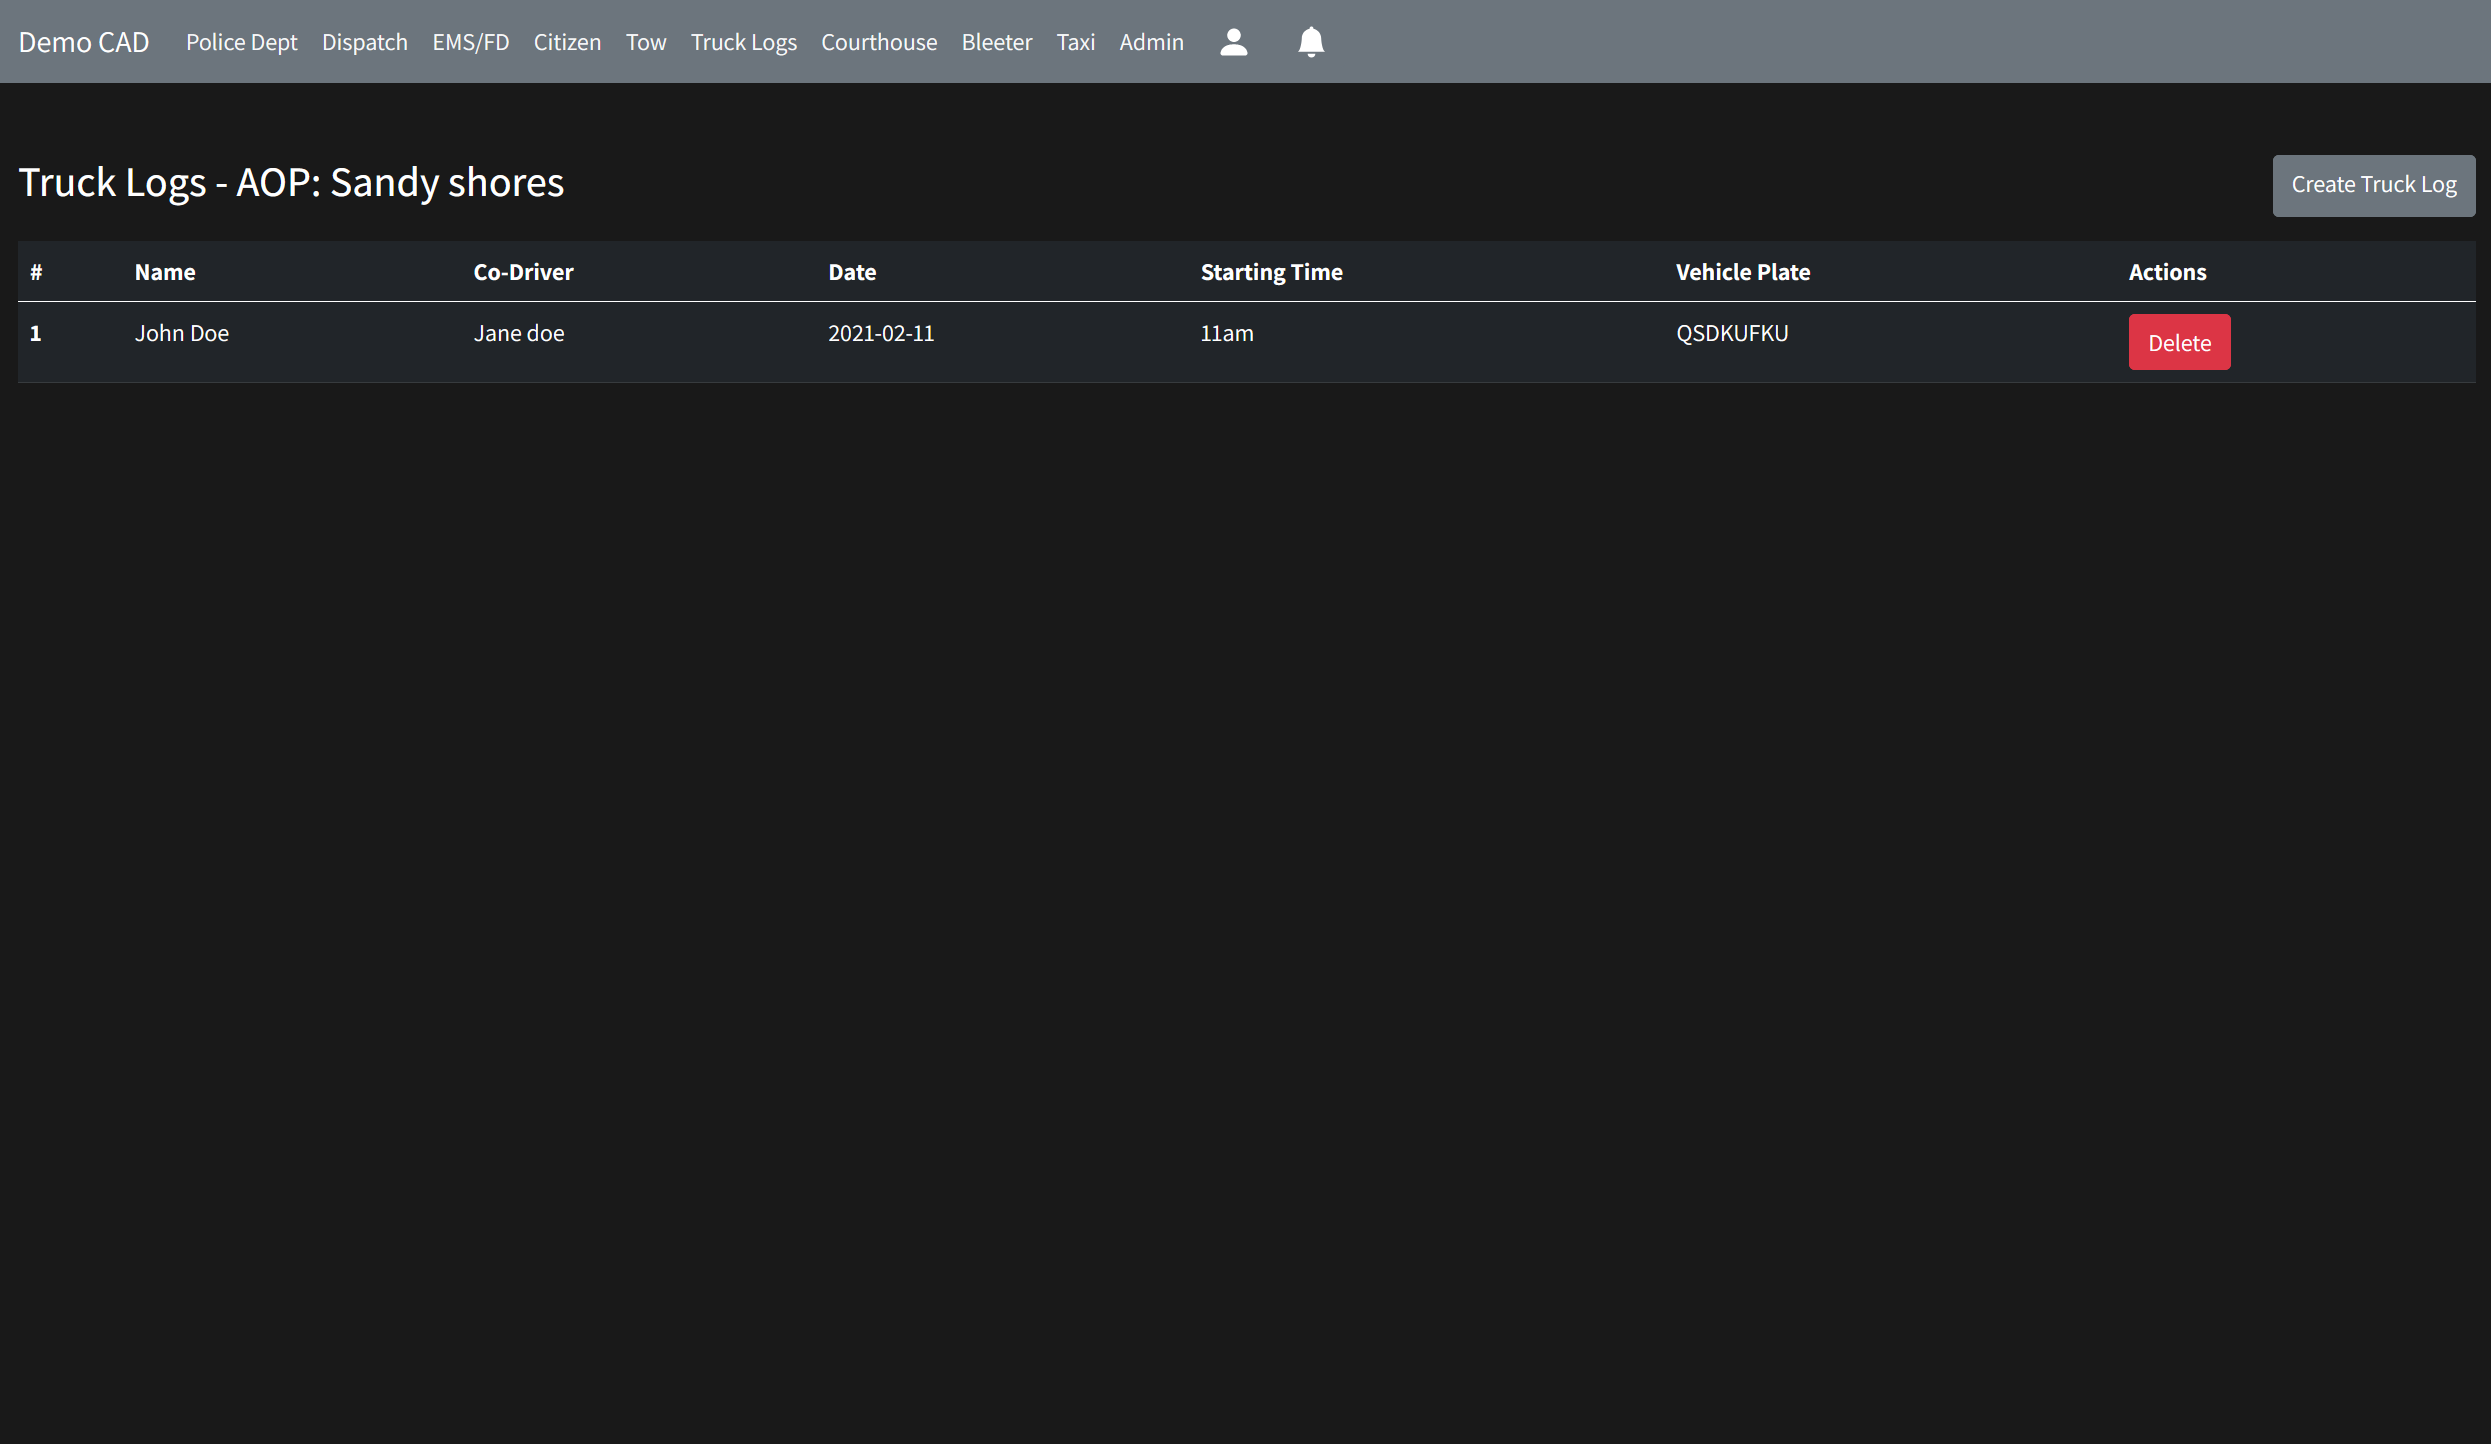 Demo CAD Police Dept Dispatch EMS/FD Citizen Tow Truck Logs Courthouse Bleeter Taxi Admin
Truck Logs - AOP: Sandy shores Create Truck Log
# Name Co-Driver Date Starting Time Vehicle Plate Actions
1 John Doe Jane doe 2021-02-11 11am QSDKUFKU Delete